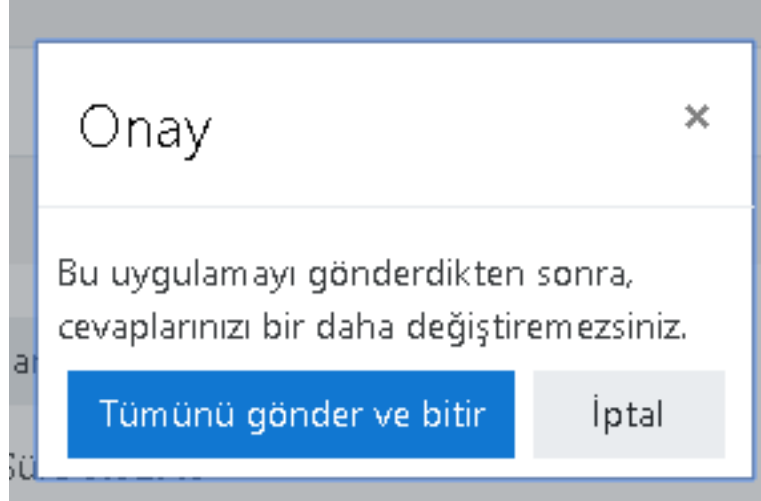 Onay
×
Bu uygulamayı gönderdikten sonra,
cevaplarınızı bir daha değiştiremezsiniz.
Tümünü gönder ve bitir
İptal